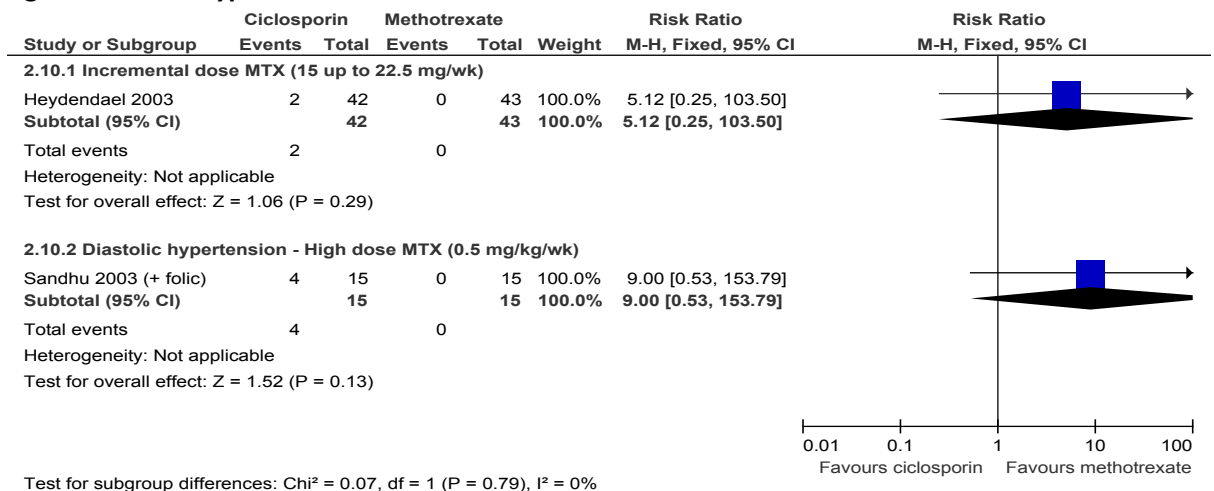 Ciclosporin Methotrexate Risk Ratio Risk Ratio
Study or Subgroup Events Total Events Total Weight M-H, Fixed, 95% CI M-H, Fixed, 95% CI
2.10.1 Incremental dose MTX (15 up to 22.5 mg/wk)
Heydendael 2003 2 42 0 43 100.0% 5.12 [0.25, 103.50]
Subtotal (95% CI) 42 43 100.0% 5.12 [0.25, 103.50]
Total events 2 0
Heterogeneity: Not applicable
Test for overall effect: Z = 1.06 (P = 0.29)
2.10.2 Diastolic hypertension - High dose MTX (0.5 mg/kg/wk)
Sandhu 2003 (+ folic) 4 15 0 15 100.0% 9.00 [0.53, 153.79]
Subtotal (95% CI) 15 15 100.0% 9.00 [0.53, 153.79]
Total events 4 0
Heterogeneity: Not applicable
Test for overall effect: Z = 1.52 (P = 0.13)
0.01 0.1 1 10 100
Favours ciclosporin Favours methotrexate
Test for subgroup differences: Chi² = 0.07, df = 1 (P = 0.79), I² = 0%